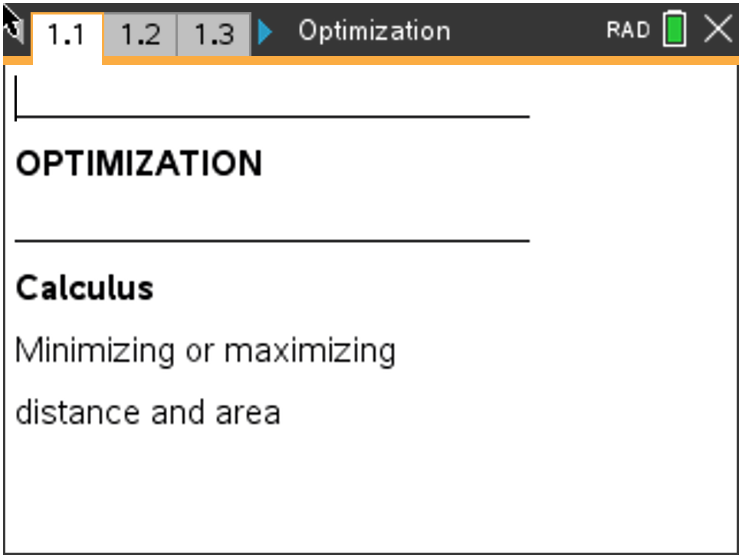 1.1 1.2 1.3 Optimization RAD
OPTIMIZATION
Calculus
Minimizing or maximizing
distance and area